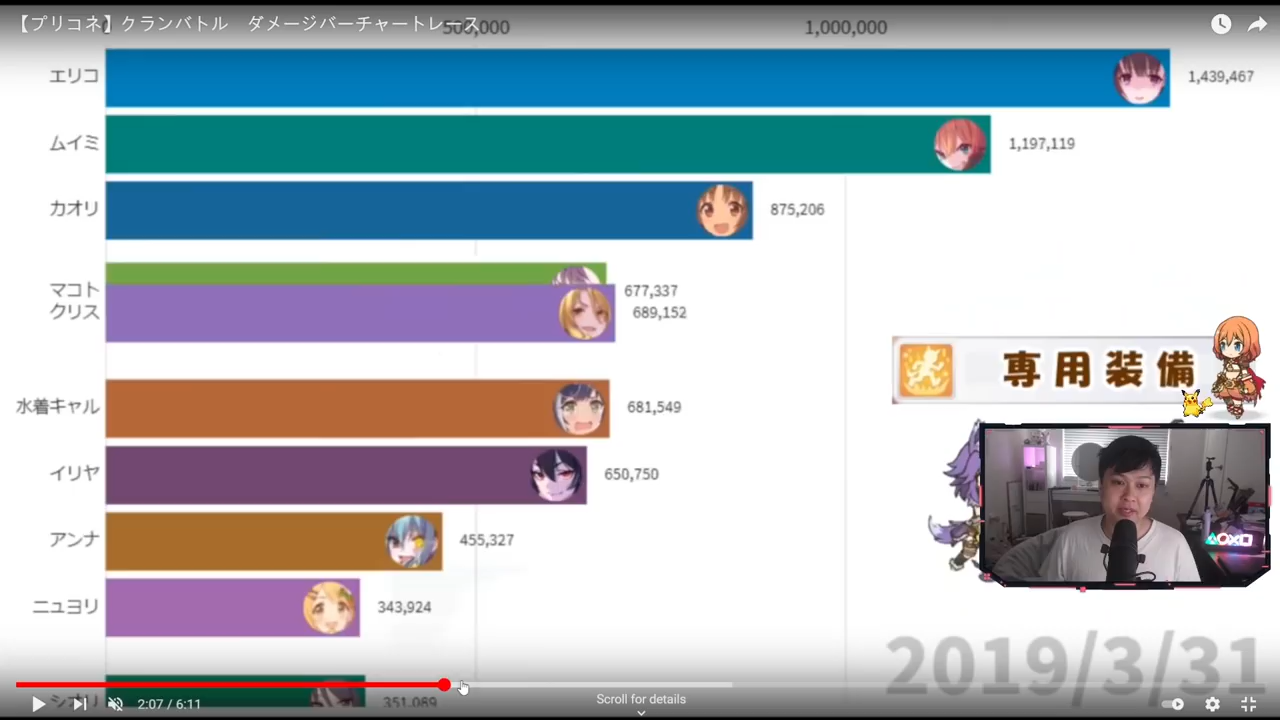 【プリコネ】クランバトル　ダメージバーチャートレース
500,000
1,000,000
エリコ
1,439,467
ムイミ
1,197,119
カオリ
875,206
マコト
677,337
クリス
689,152
水着キャル
681,549
イリヤ
650,750
アンナ
455,327
ニュヨリ
343,924
シオリ
351,089
専用装備
2019/3/31
2:07 / 6:11
Scroll for details